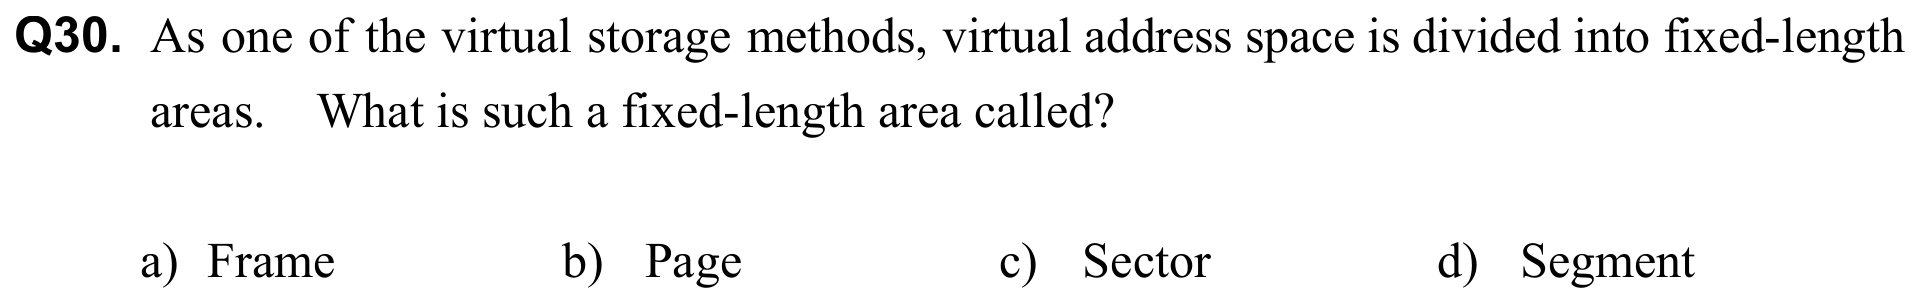 Q30. As one of the virtual storage methods, virtual address space is divided into fixed-length
areas. What is such a fixed-length area called?
a) Frame b) Page c) Sector d) Segment